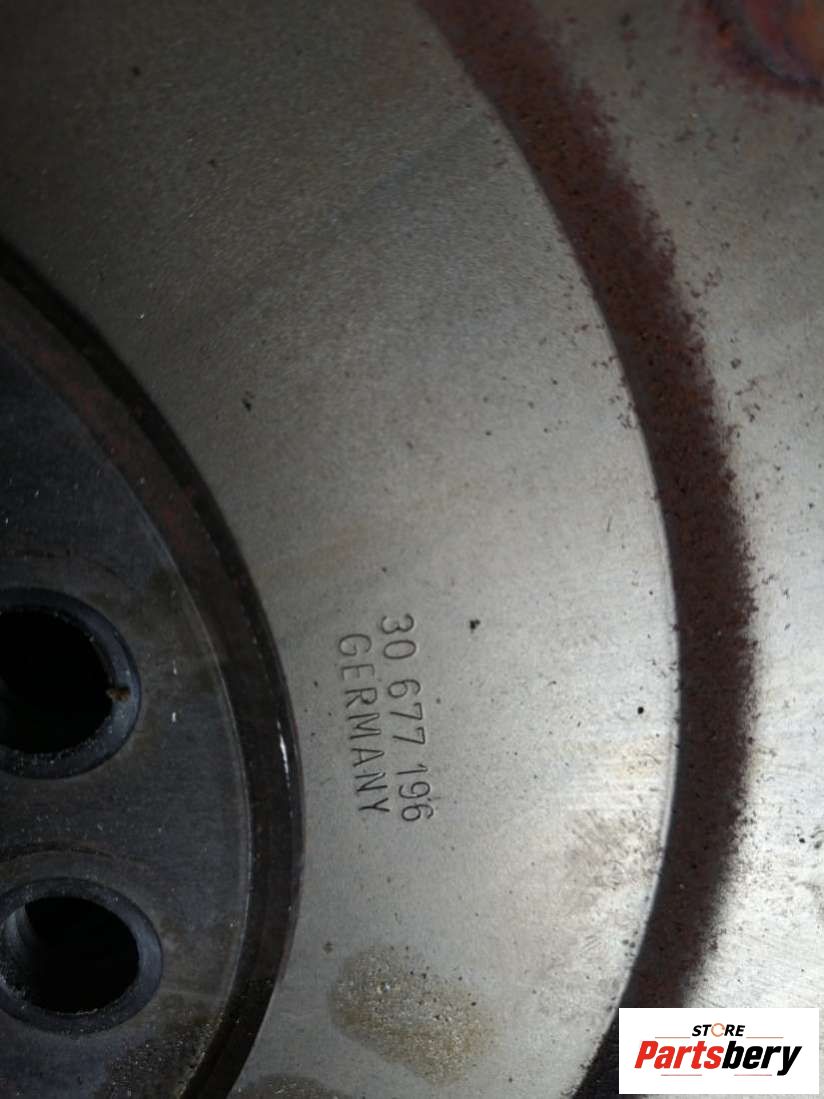 30 677 196
GERMANY
STORE
Partsbery